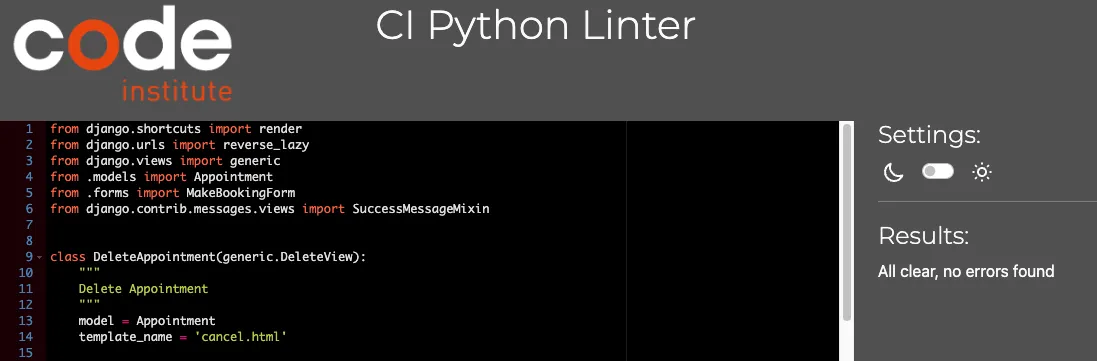 code
institute
CI Python Linter
1 from django.shortcuts import render
2 from django.urls import reverse_lazy
3 from django.views import generic
4 from .models import Appointment
5 from .forms import MakeBookingForm
6 from django.contrib.messages.views import SuccessMessageMixin
7
8
9 class DeleteAppointment(generic.DeleteView):
10     """
11     Delete Appointment
12     """
13     model = Appointment
14     template_name = 'cancel.html'
15
Settings:
Results:
All clear, no errors found